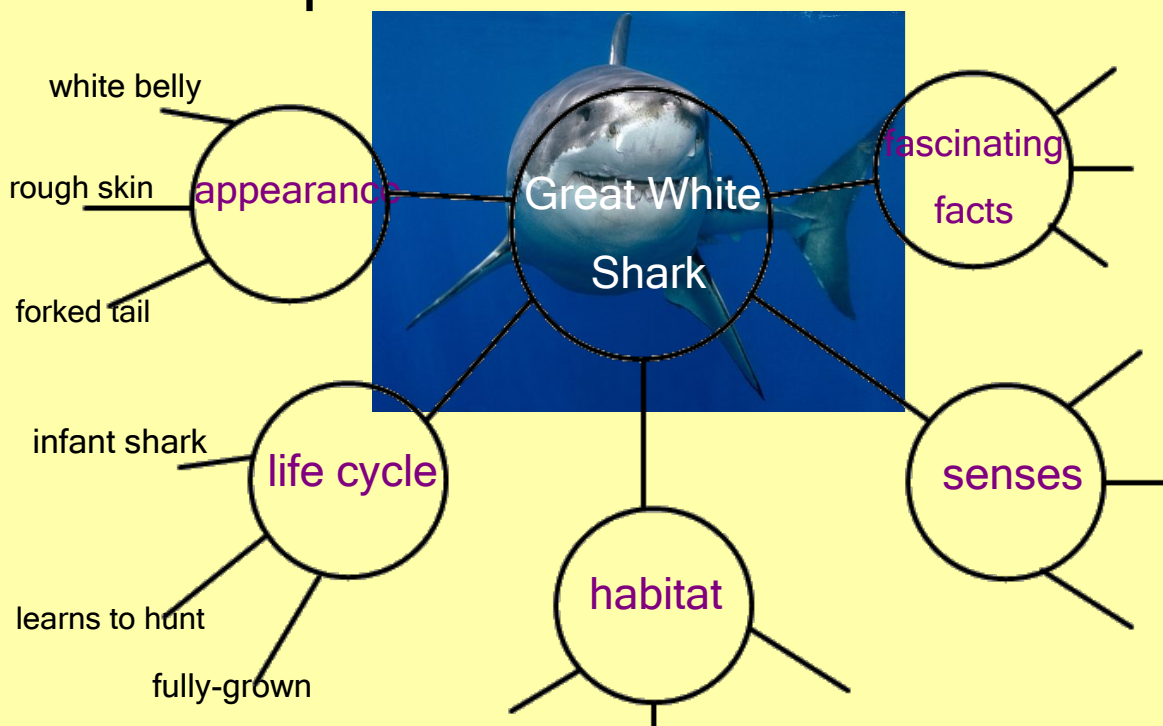 white belly
rough skin
appearance
forked tail
Great White
Shark
fascinating
facts
infant shark
life cycle
learns to hunt
fully-grown
habitat
senses